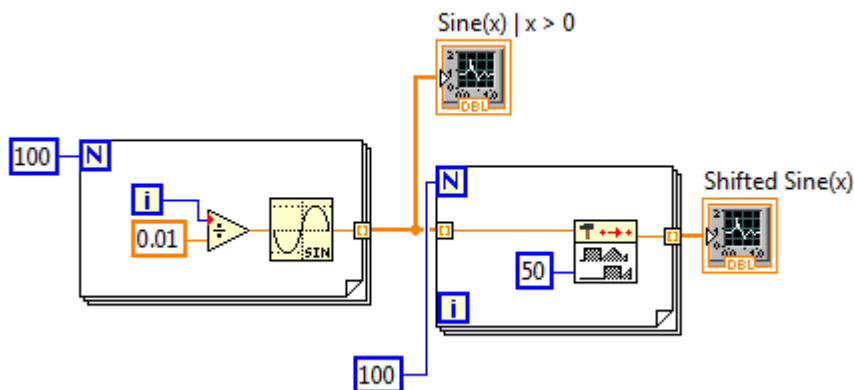 Sine(x) | x > 0
DBL
100
N
i
0.01
÷
SIN
N
50
i
Shifted Sine(x)
DBL
100